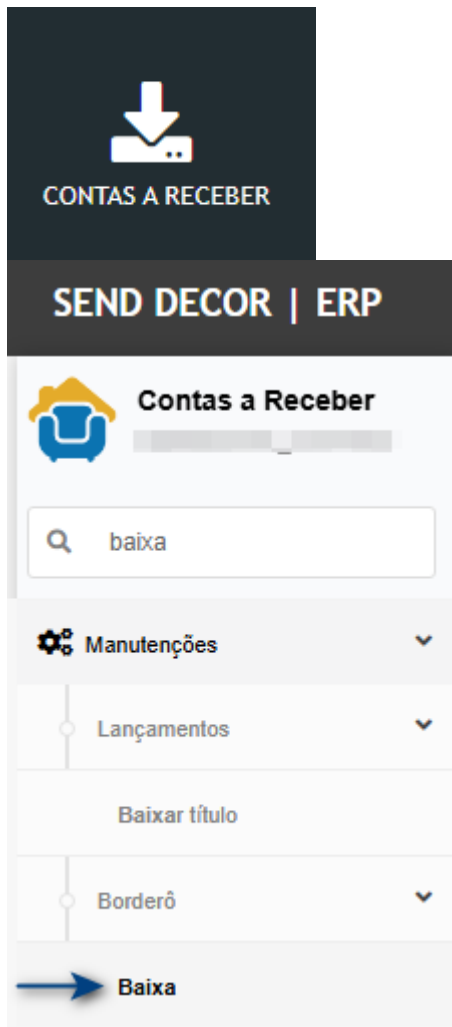 CONTAS A RECEBER
SEND DECOR | ERP
Contas a Receber
baixa
Manutenções
Lançamentos
Baixar título
Borderô
Baixa